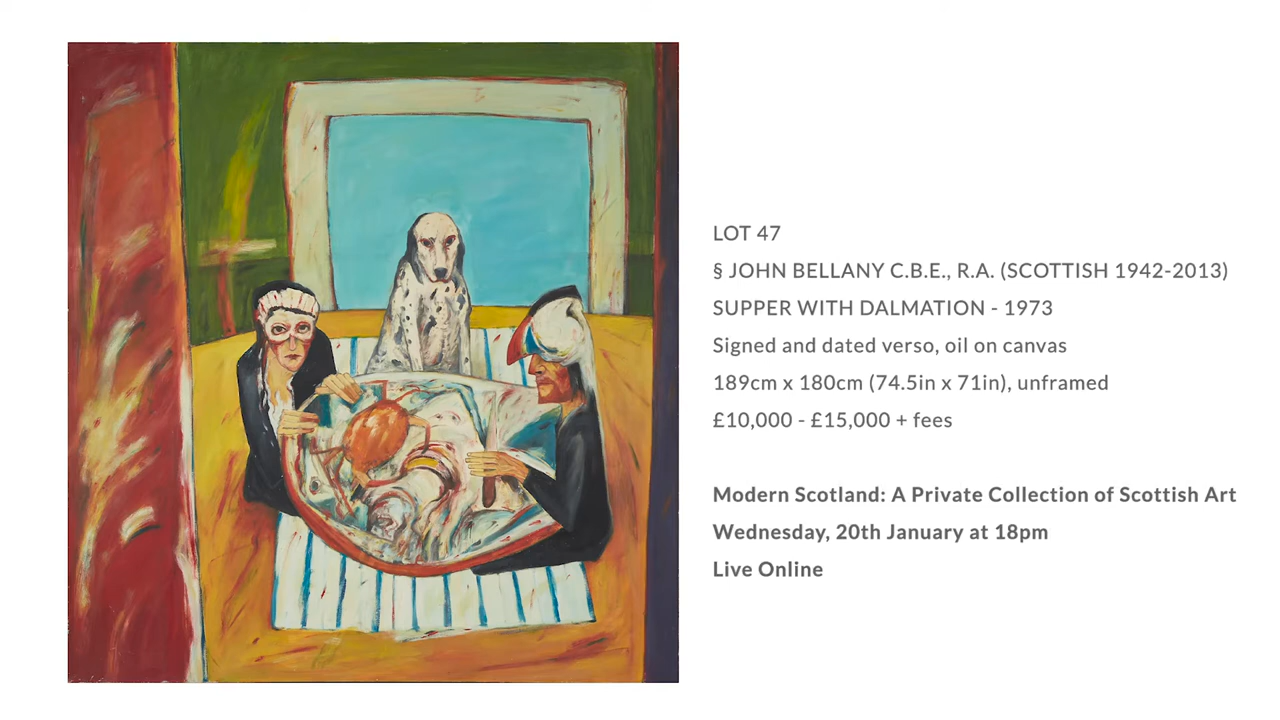 LOT 47
§ JOHN BELLANY C.B.E., R.A. (SCOTTISH 1942-2013)
SUPPER WITH DALMATION - 1973
Signed and dated verso, oil on canvas
189cm x 180cm (74.5in x 71in), unframed
£10,000 - £15,000 + fees
Modern Scotland: A Private Collection of Scottish Art
Wednesday, 20th January at 18pm
Live Online